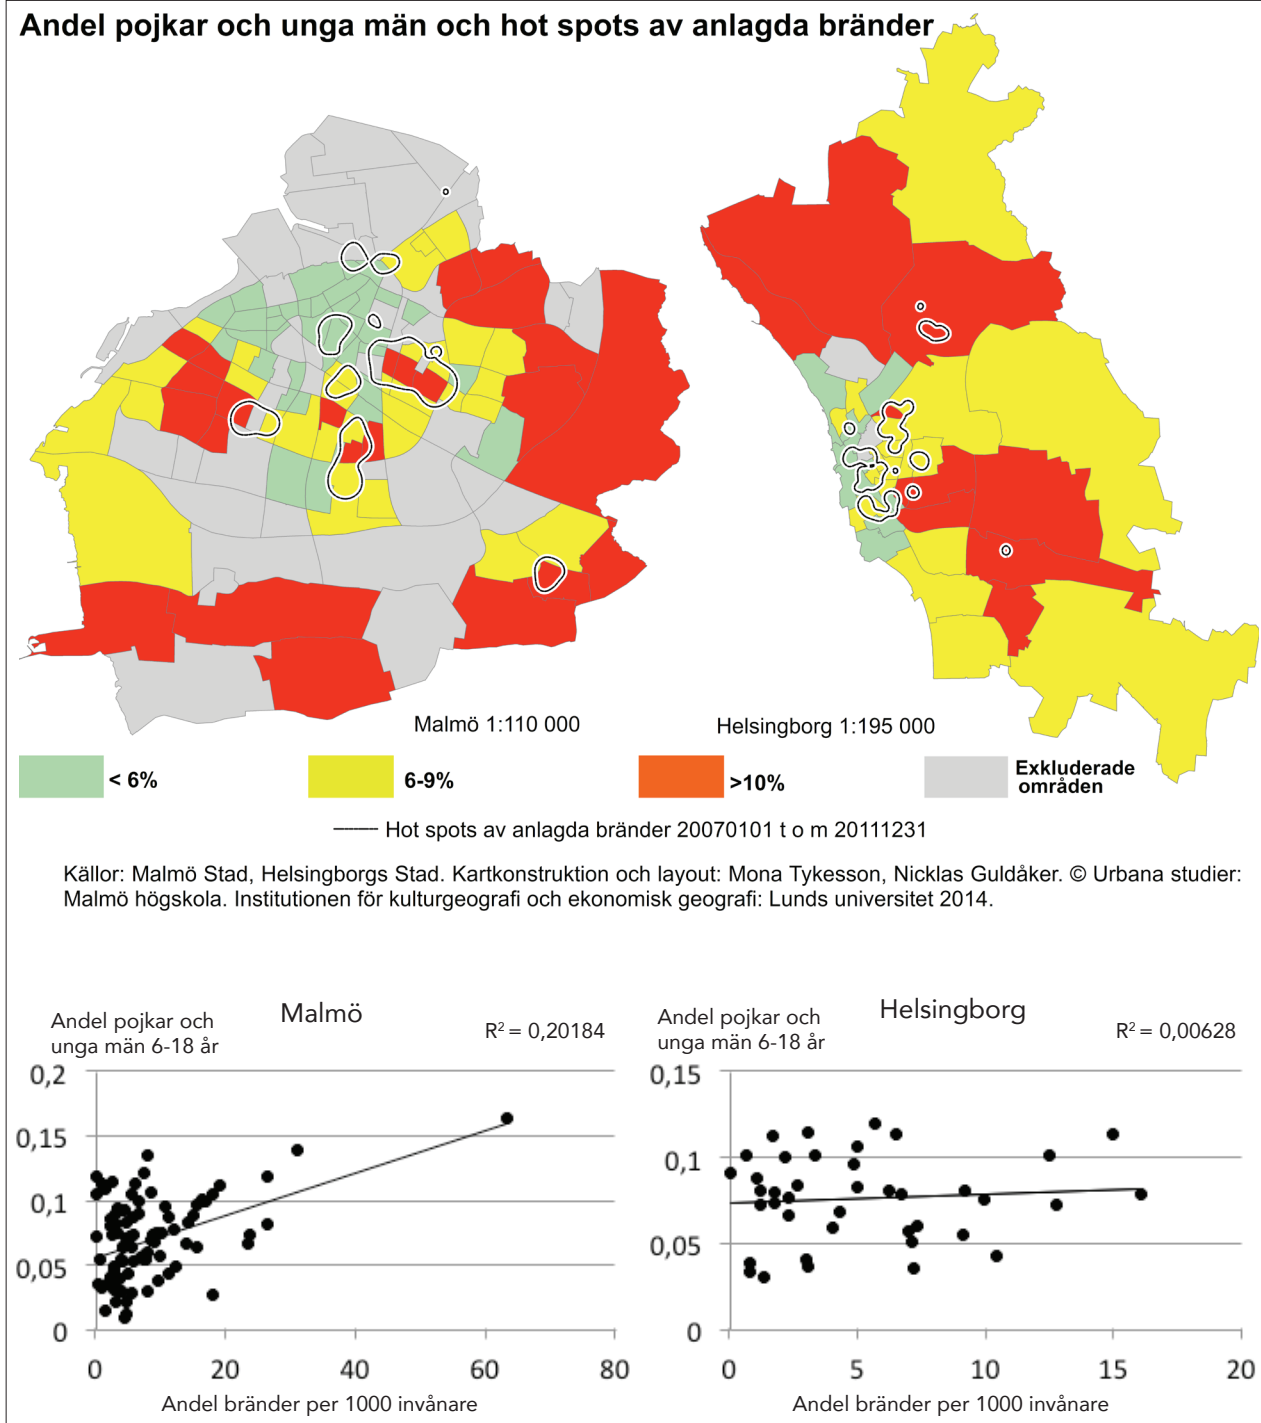 Andel pojkar och unga män och hot spots av anlagda bränder
Malmö 1:110 000
Helsingborg 1:195 000
< 6%
6-9%
>10%
Exkluderade
områden
Hot spots av anlagda bränder 20070101 t o m 20111231
Källor: Malmö Stad, Helsingborgs Stad. Kartkonstruktion och layout: Mona Tykesson, Nicklas Guldåker. © Urbana studier:
Malmö högskola. Institutionen för kulturgeografi och ekonomisk geografi: Lunds universitet 2014.
Malmö
Andel pojkar och
unga män 6-18 år
R² = 0,20184
0,2
0,15
0,1
0,05
0
0 20 40 60 80
Andel bränder per 1000 invånare
Helsingborg
Andel pojkar och
unga män 6-18 år
R² = 0,00628
0,15
0,1
0,05
0
0 5 10 15 20
Andel bränder per 1000 invånare